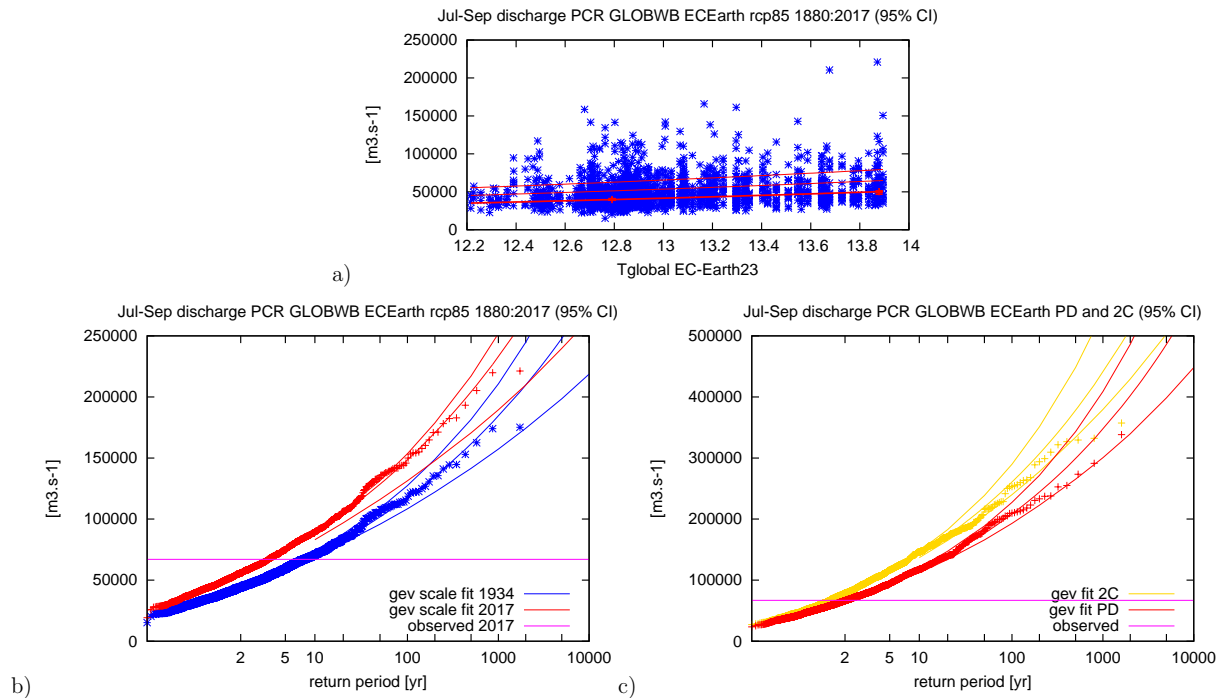 Jul-Sep discharge PCR GLOBWB ECEarth rcp85 1880:2017 (95% CI)
250000
200000
150000
100000
50000
0
[m3.s-1]
12.2 12.4 12.6 12.8 13 13.2 13.4 13.6 13.8 14
Tglobal EC-Earth23
a)
Jul-Sep discharge PCR GLOBWB ECEarth rcp85 1880:2017 (95% CI)
250000
200000
150000
100000
50000
0
[m3.s-1]
gev scale fit 1934
gev scale fit 2017
observed 2017
2 5 10 100 1000 10000
return period [yr]
b)
Jul-Sep discharge PCR GLOBWB ECEarth PD and 2C (95% CI)
500000
400000
300000
200000
100000
0
[m3.s-1]
gev fit 2C
gev fit PD
observed
2 5 10 100 1000 10000
return period [yr]
c)